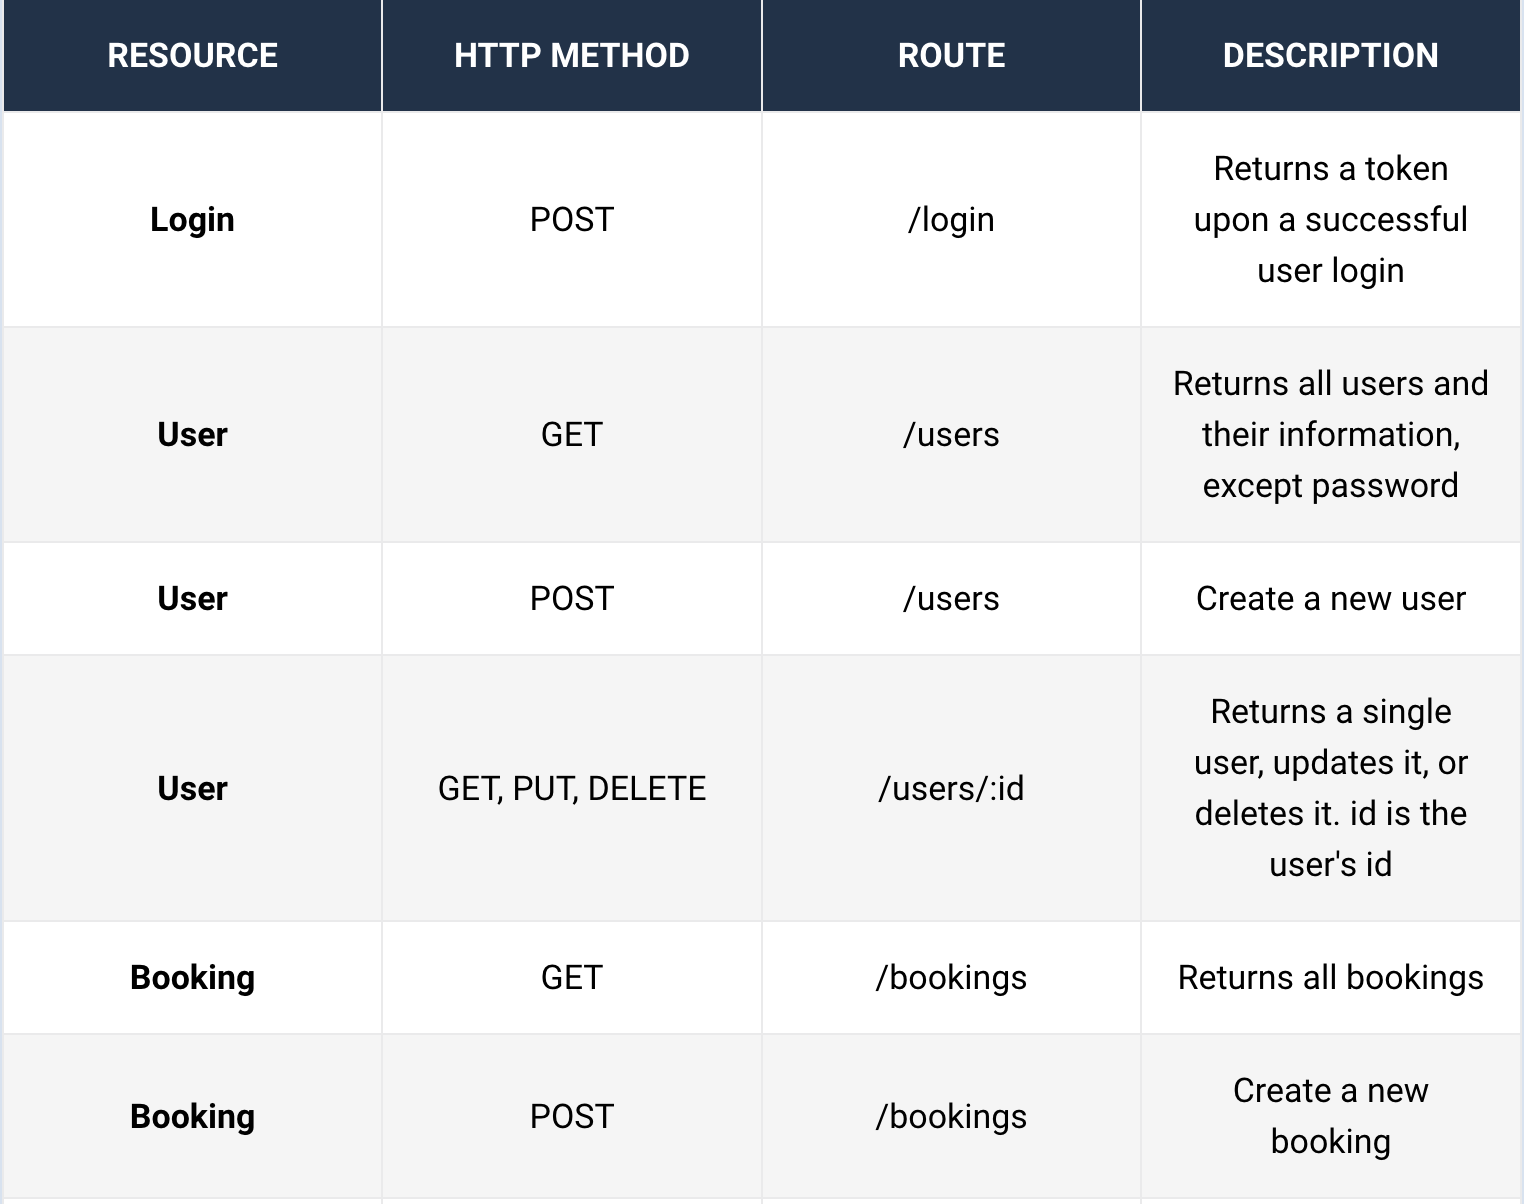 RESOURCE HTTP METHOD ROUTE DESCRIPTION
Login POST /login Returns a token
upon a successful
user login
User GET /users Returns all users and
their information,
except password
User POST /users Create a new user
User GET, PUT, DELETE /users/:id Returns a single
user, updates it, or
deletes it. id is the
user's id
Booking GET /bookings Returns all bookings
Booking POST /bookings Create a new
booking